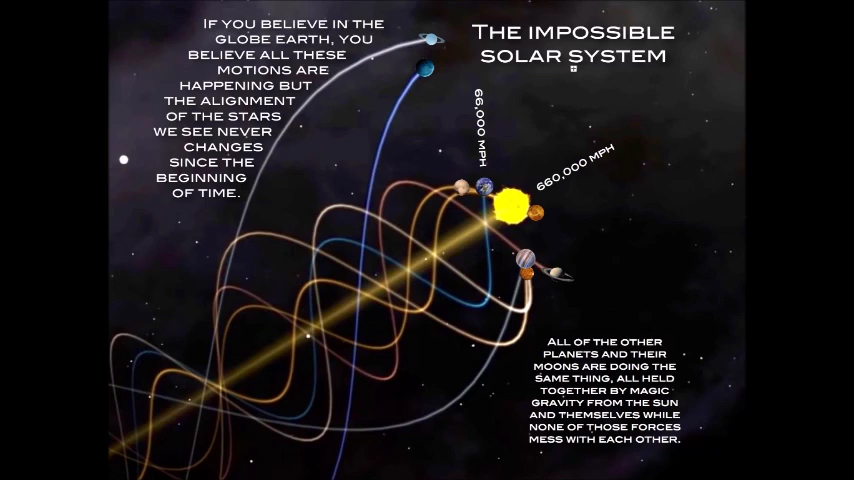 If you believe in the
globe Earth, you
believe all these
motions are
happening but
the alignment
of the stars
we see never
changes
since the
beginning
of time.
The impossible
solar system
66,000 MPH
660,000 MPH
All of the other
planets and their
moons are doing the
same thing, all held
together by magic
gravity from the Sun
and themselves while
none of those forces
mess with each other.